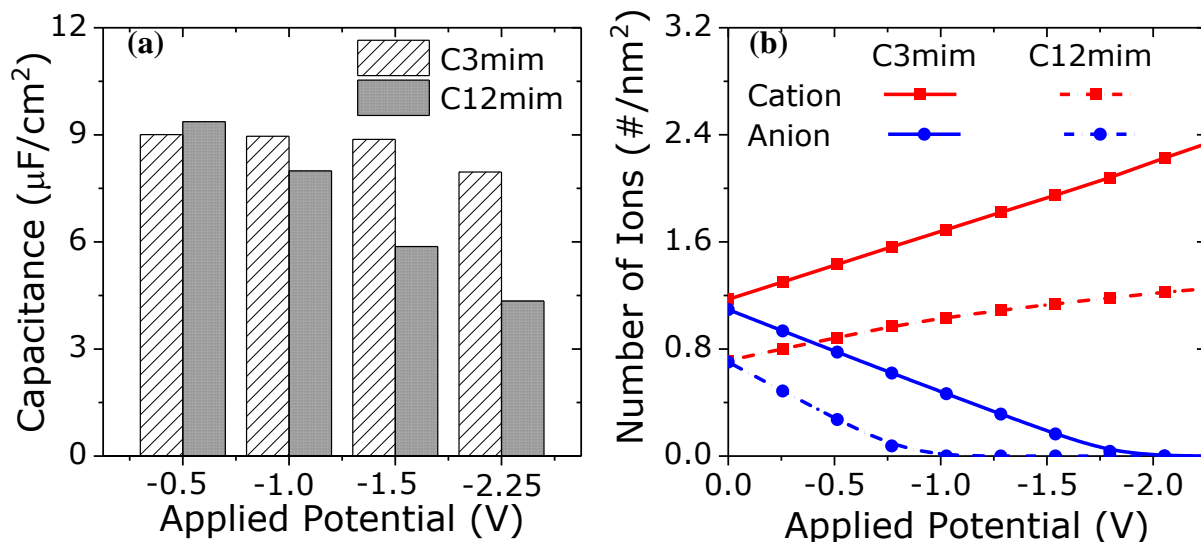 (a)
C3mim
C12mim
12
9
6
3
0
-0.5 -1.0 -1.5 -2.25
Capacitance (μF/cm²)
Applied Potential (V)
(b)
C3mim C12mim
Cation
Anion
3.2
2.4
1.6
0.8
0.0
0.0 -0.5 -1.0 -1.5 -2.0
Number of Ions (#/nm²)
Applied Potential (V)